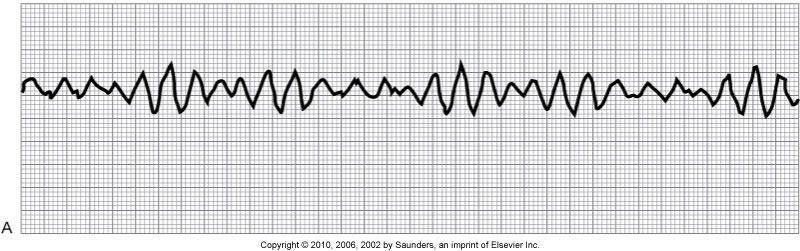 A
Copyright © 2010, 2006, 2002 by Saunders, an imprint of Elsevier Inc.